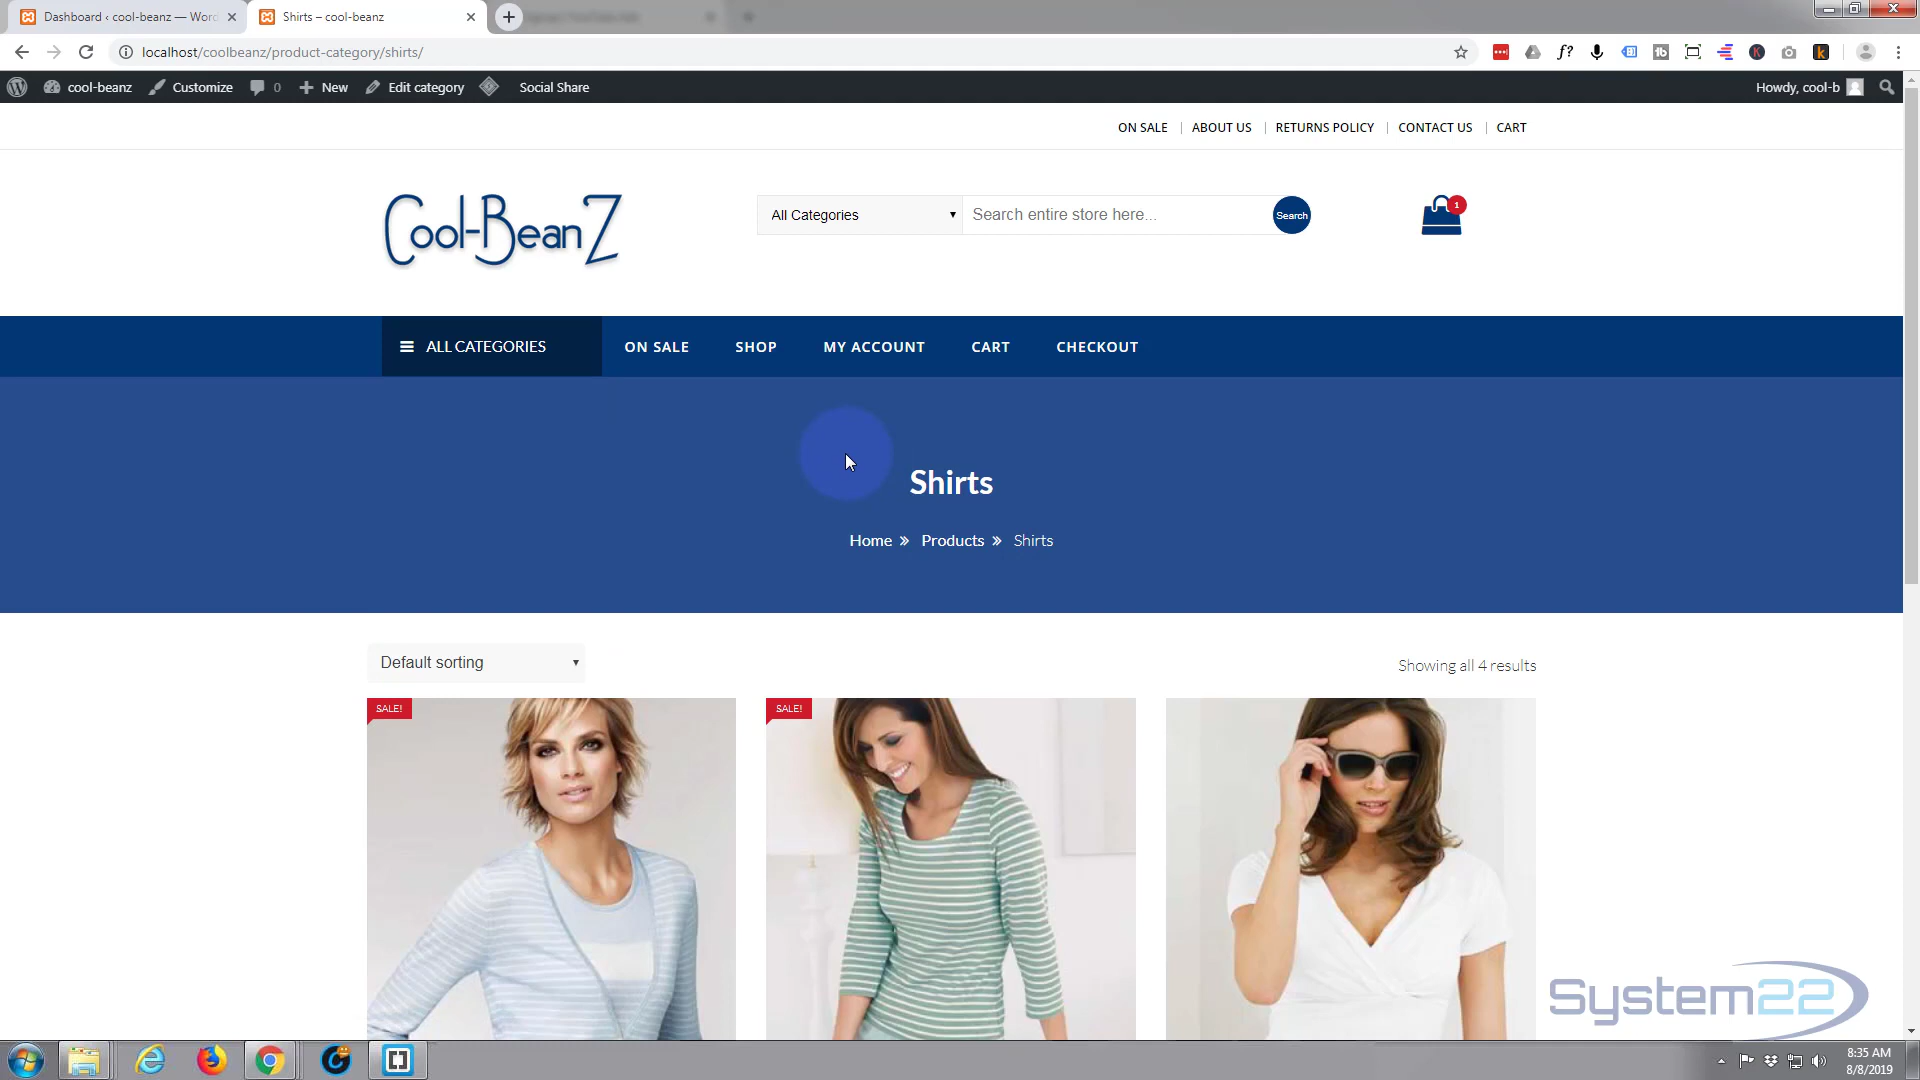 Dashboard ‹ cool-beanz — Word
Shirts – cool-beanz
localhost/coolbeanz/product-category/shirts/
cool-beanz
Customize
0
New
Edit category
Social Share
Howdy, cool-b
ON SALE
ABOUT US
RETURNS POLICY
CONTACT US
CART
Cool-BeanZ
All Categories
Search entire store here...
Search
1
ALL CATEGORIES
ON SALE
SHOP
MY ACCOUNT
CART
CHECKOUT
Shirts
Home » Products » Shirts
Default sorting
Showing all 4 results
SALE!
SALE!
System22
8:35 AM
8/8/2019